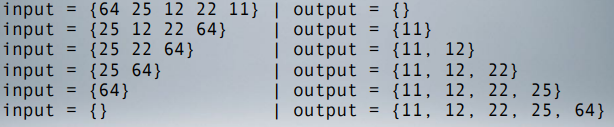 input = {64 25 12 22 11} | output = {}
input = {25 12 22 64} | output = {11}
input = {25 22 64} | output = {11, 12}
input = {25 64} | output = {11, 12, 22}
input = {64} | output = {11, 12, 22, 25}
input = {} | output = {11, 12, 22, 25, 64}